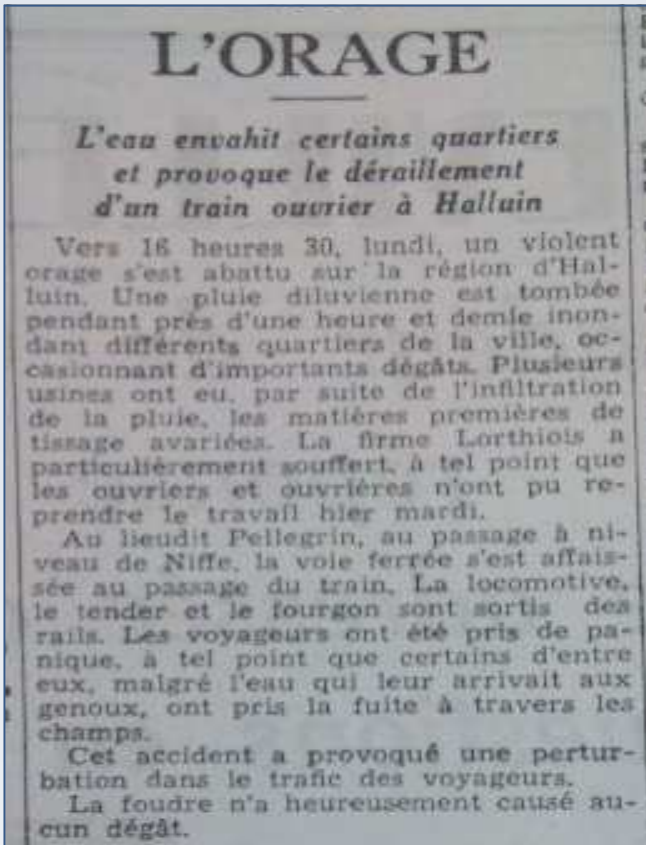 L'ORAGE
L'eau envahit certains quartiers
et provoque le déraillement
d'un train ouvrier à Halluin
Vers 16 heures 30, lundi, un violent
orage s'est abattu sur la région d'Hal-
luin. Une pluie diluvienne est tombée
pendant près d'une heure et demie inon-
dant différents quartiers de la ville, oc-
casionnant d'importants dégâts. Plusieurs
usines ont eu, par suite de l'infiltration
de la pluie, les matières premières de
tissage avariées. La firme Lorthiois a
particulièrement souffert, à tel point que
les ouvriers et ouvrières n'ont pu re-
prendre le travail hier mardi.
Au lieudit Pellegrin, au passage à ni-
veau de Niffe, la voie ferrée s'est affais-
sée au passage du train. La locomotive,
le tender et le fourgon sont sortis des
rails. Les voyageurs ont été pris de pa-
nique, à tel point que certains d'entre
eux, malgré l'eau qui leur arrivait aux
genoux, ont pris la fuite à travers les
champs.
Cet accident a provoqué une pertur-
bation dans le trafic des voyageurs.
La foudre n'a heureusement causé au-
cun dégât.